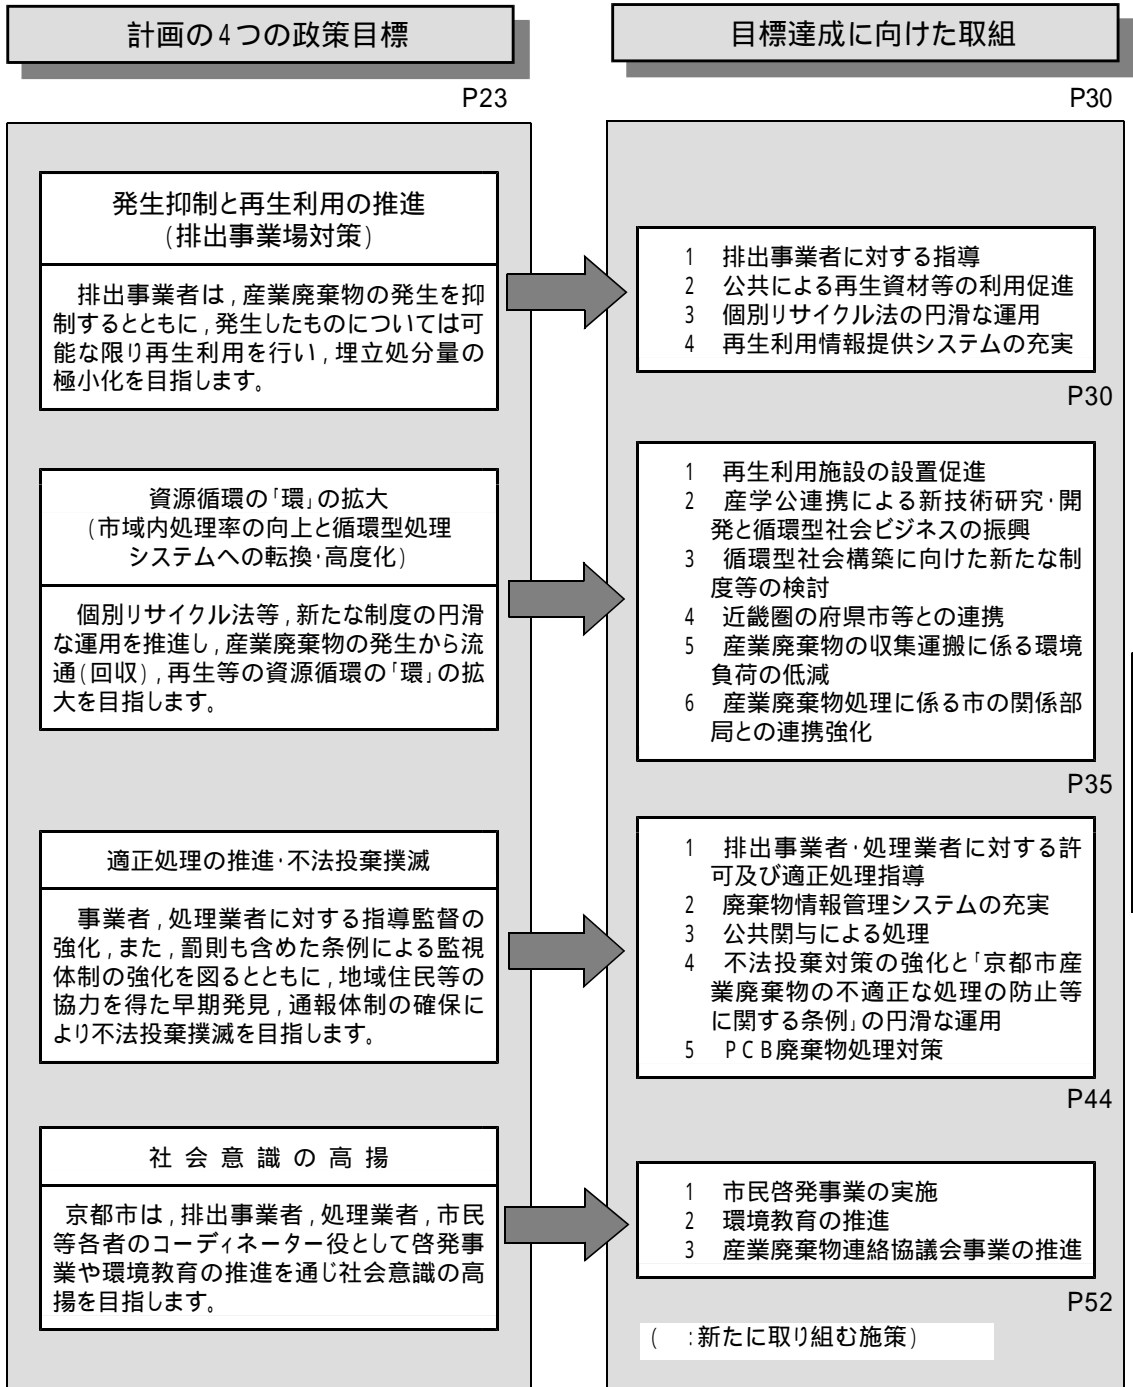 計画の4つの政策目標
P23
発生抑制と再生利用の推進
(排出事業場対策)
排出事業者は,産業廃棄物の発生を抑
制するとともに,発生したものについては可
能な限り再生利用を行い,埋立処分量の
極小化を目指します。
資源循環の「環」の拡大
(市域内処理率の向上と循環型処理
システムへの転換・高度化)
個別リサイクル法等,新たな制度の円滑
な運用を推進し,産業廃棄物の発生から流
通(回収),再生等の資源循環の「環」の拡
大を目指します。
適正処理の推進・不法投棄撲滅
事業者,処理業者に対する指導監督の
強化,また,罰則も含めた条例による監視
体制の強化を図るとともに,地域住民等の
協力を得た早期発見,通報体制の確保に
より不法投棄撲滅を目指します。
社会意識の高揚
京都市は,排出事業者,処理業者,市民
等各者のコーディネーター役として啓発事
業や環境教育の推進を通じ社会意識の高
揚を目指します。
目標達成に向けた取組
P30
1 排出事業者に対する指導
2 公共による再生資材等の利用促進
3 個別リサイクル法の円滑な運用
4 再生利用情報提供システムの充実
P30
1 再生利用施設の設置促進
2 産学公連携による新技術研究・開
発と循環型社会ビジネスの振興
3 循環型社会構築に向けた新たな制
度等の検討
4 近畿圏の府県市等との連携
5 産業廃棄物の収集運搬に係る環境
負荷の低減
6 産業廃棄物処理に係る市の関係部
局との連携強化
P35
1 排出事業者・処理業者に対する許
可及び適正処理指導
2 廃棄物情報管理システムの充実
3 公共関与による処理
4 不法投棄対策の強化と「京都市産
業廃棄物の不適正な処理の防止等
に関する条例」の円滑な運用
5 PCB廃棄物処理対策
P44
1 市民啓発事業の実施
2 環境教育の推進
3 産業廃棄物連絡協議会事業の推進
P52
( :新たに取り組む施策)